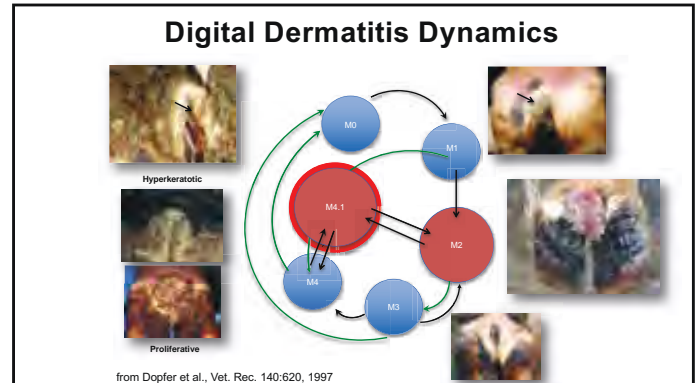 Digital Dermatitis Dynamics
M0
M1
Hyperkeratotic
M4.1
M2
M4
M3
Proliferative
from Dopfer et al., Vet. Rec. 140:620, 1997